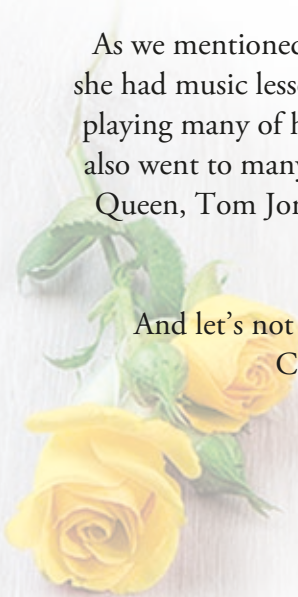 As we mentioned
she had music less
playing many of h
also went to many
Queen, Tom Jor
And let's not
C